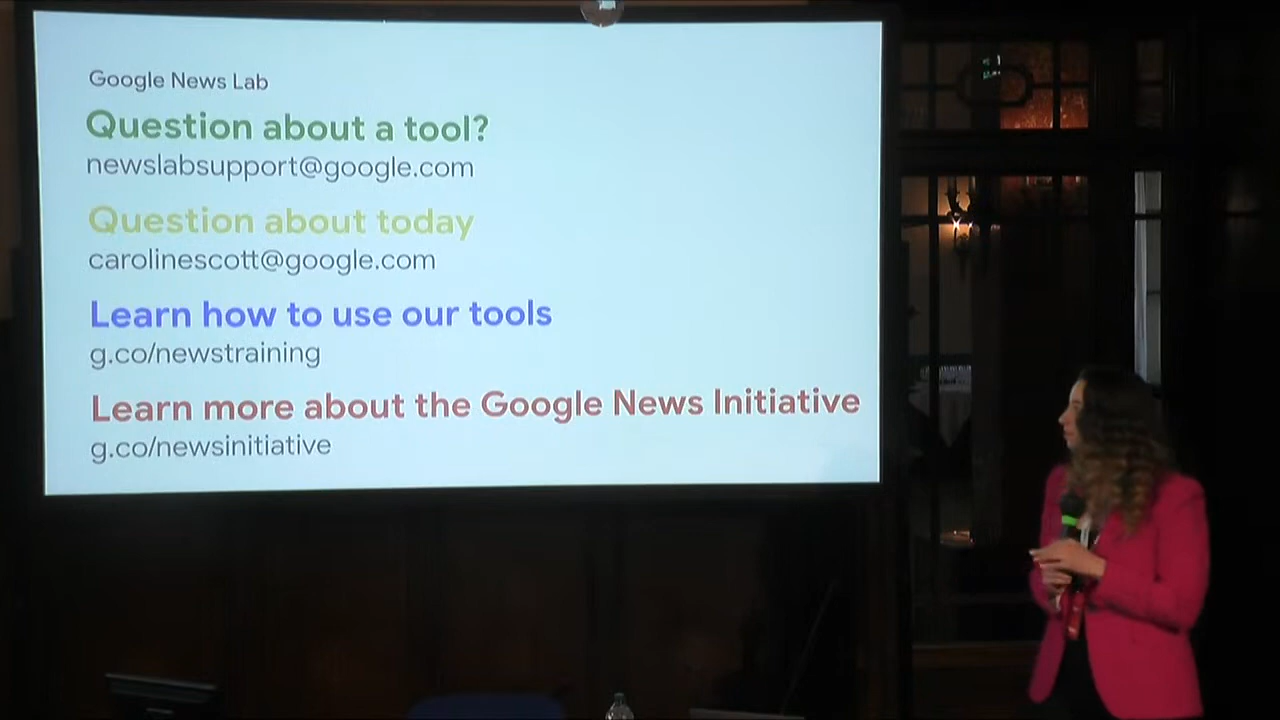 Google News Lab
Question about a tool?
newslabsupport@google.com
Question about today
carolinescott@google.com
Learn how to use our tools
g.co/newstraining
Learn more about the Google News Initiative
g.co/newsinitiative